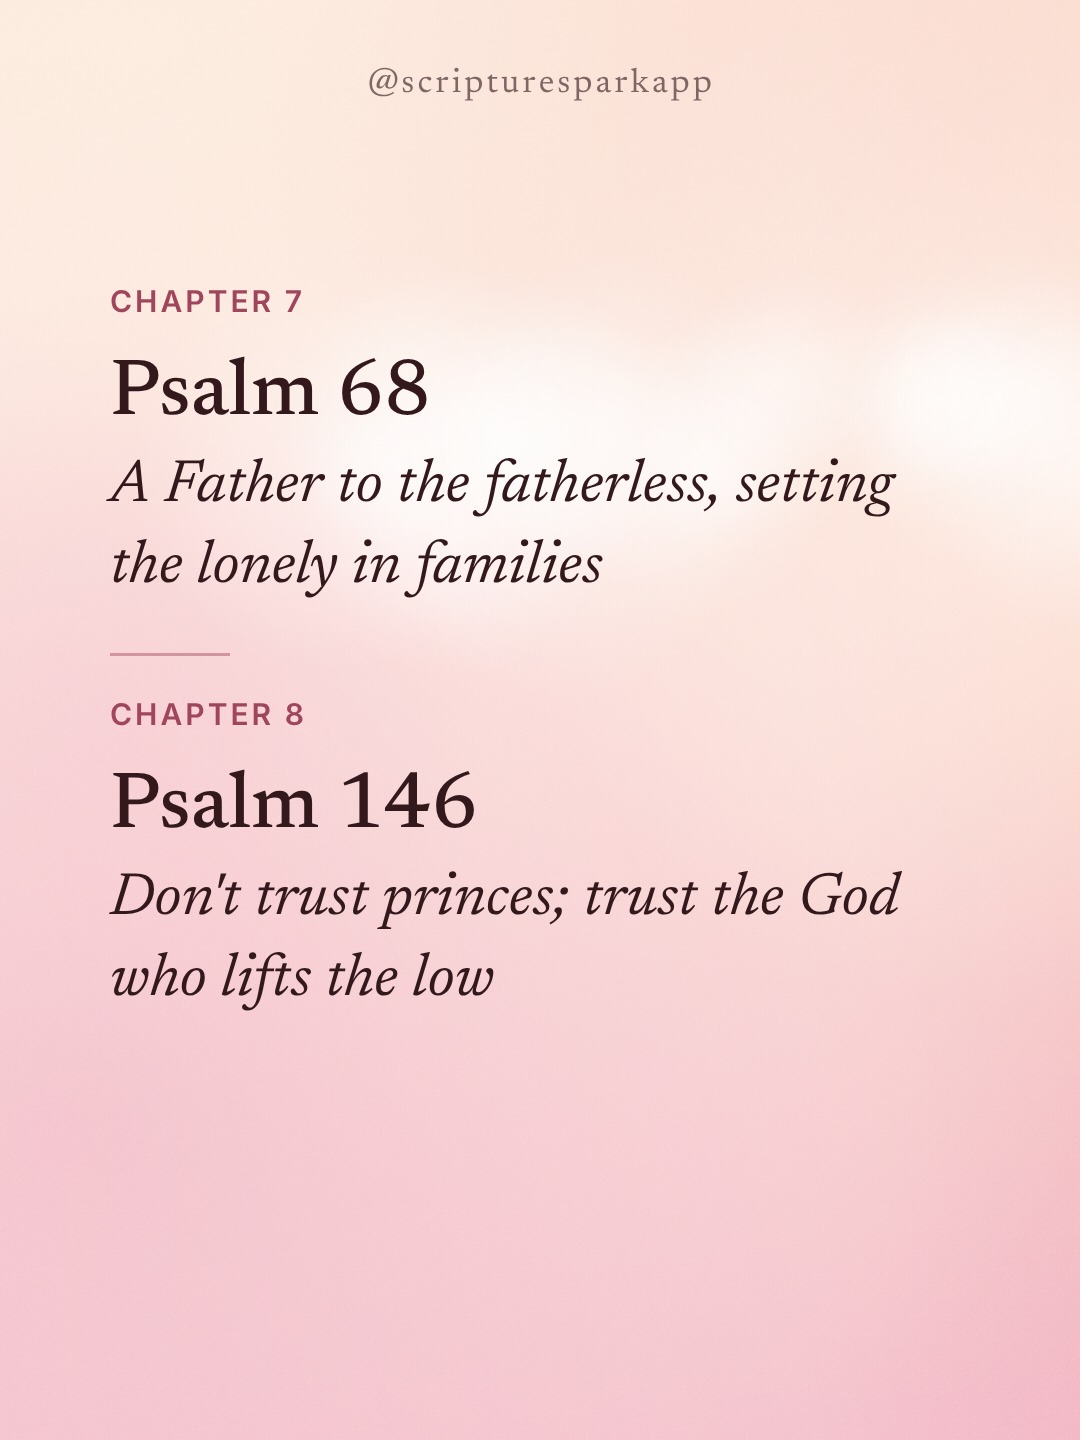 @scripturesparkapp
CHAPTER 7
Psalm 68
A Father to the fatherless, setting
the lonely in families
CHAPTER 8
Psalm 146
Don't trust princes; trust the God
who lifts the low